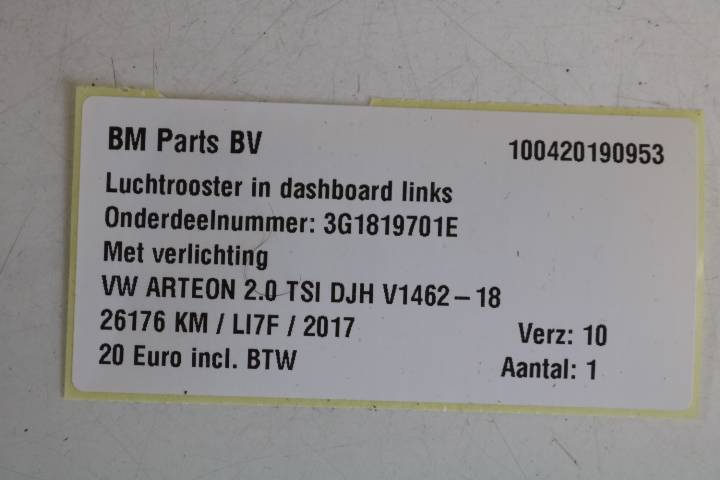 BM Parts BV 100420190953
Luchtrooster in dashboard links
Onderdeelnummer: 3G1819701E
Met verlichting
VW ARTEON 2.0 TSI DJH V1462-18
26176 KM / LI7F / 2017 Verz: 10
20 Euro incl. BTW Aantal: 1